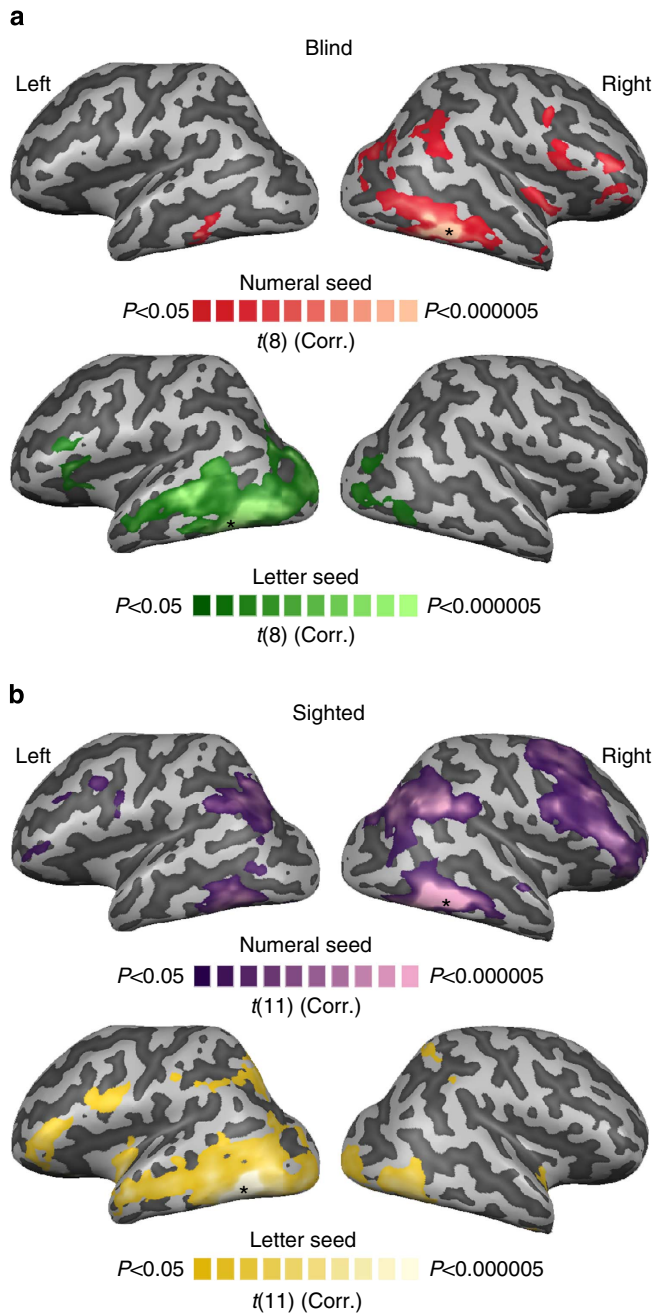 a
Blind
Left Right
*
Numeral seed
P<0.05 P<0.000005
t(8) (Corr.)
*
Letter seed
P<0.05 P<0.000005
t(8) (Corr.)
b
Sighted
Left Right
*
Numeral seed
P<0.05 P<0.000005
t(11) (Corr.)
*
Letter seed
P<0.05 P<0.000005
t(11) (Corr.)